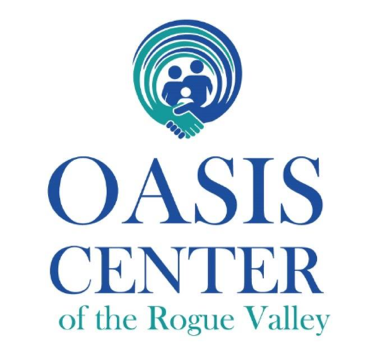 OASIS
CENTER
of the Rogue Valley